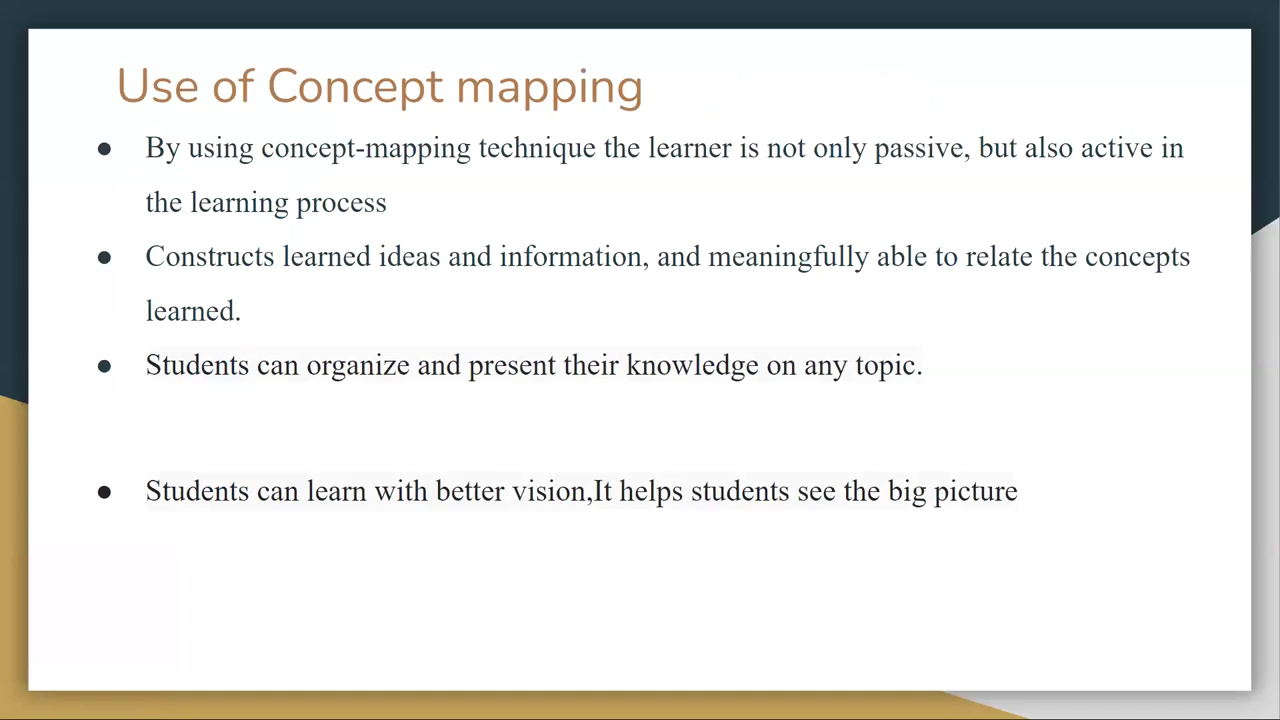 Use of Concept mapping
● By using concept-mapping technique the learner is not only passive, but also active in
the learning process
● Constructs learned ideas and information, and meaningfully able to relate the concepts
learned.
● Students can organize and present their knowledge on any topic.
● Students can learn with better vision,It helps students see the big picture